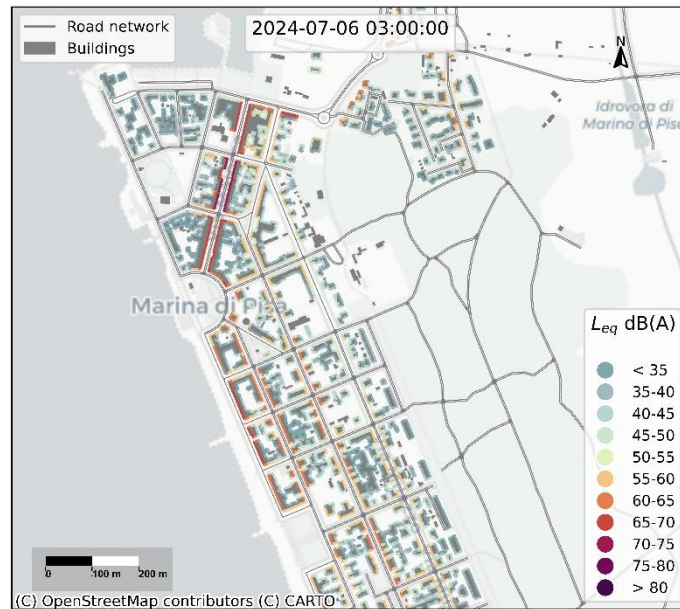 Road network
Buildings
2024-07-06 03:00:00
N
Idrovora di
Marina di Pisa
Marina di Pisa
Leq dB(A)
< 35
35-40
40-45
45-50
50-55
55-60
60-65
65-70
70-75
75-80
> 80
0 100 m 200 m
(C) OpenStreetMap contributors (C) CARTO